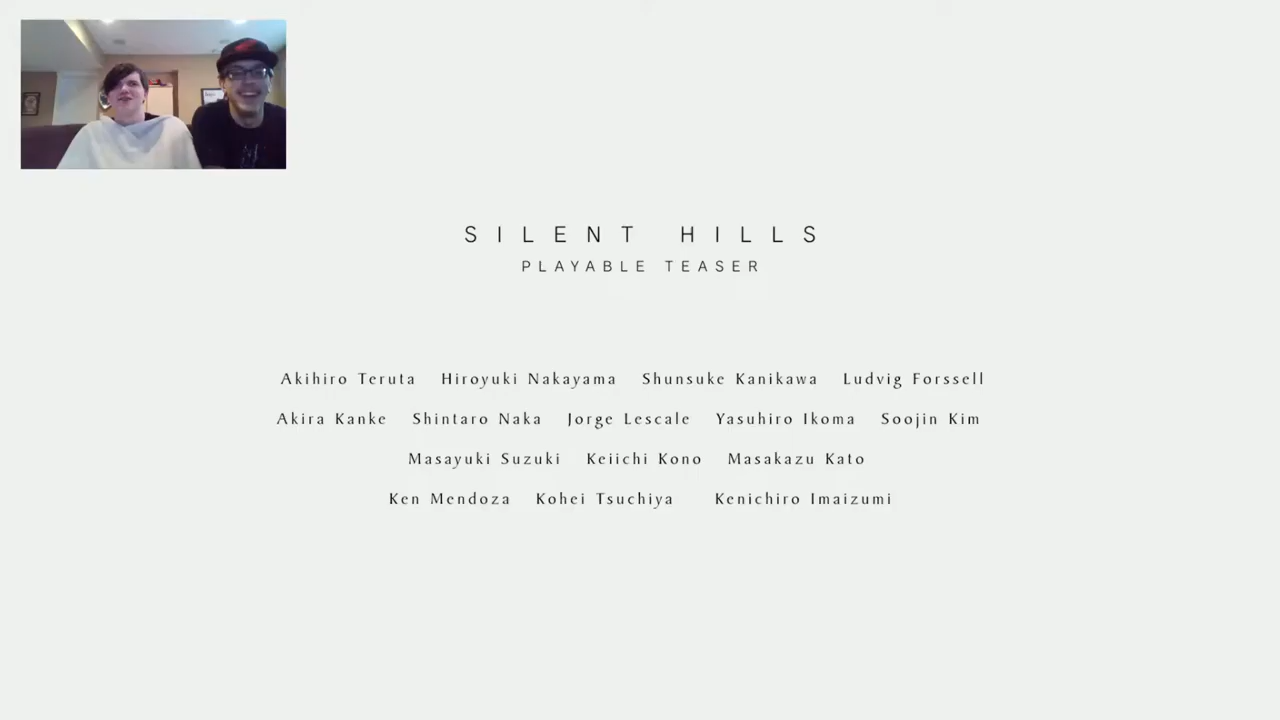 SILENT HILLS
PLAYABLE TEASER
Akihiro Teruta Hiroyuki Nakayama Shunsuke Kanikawa Ludvig Forssell
Akira Kanke Shintaro Naka Jorge Lescale Yasuhiro Ikoma Soojin Kim
Masayuki Suzuki Keiichi Kono Masakazu Kato
Ken Mendoza Kohei Tsuchiya Kenichiro Imaizumi